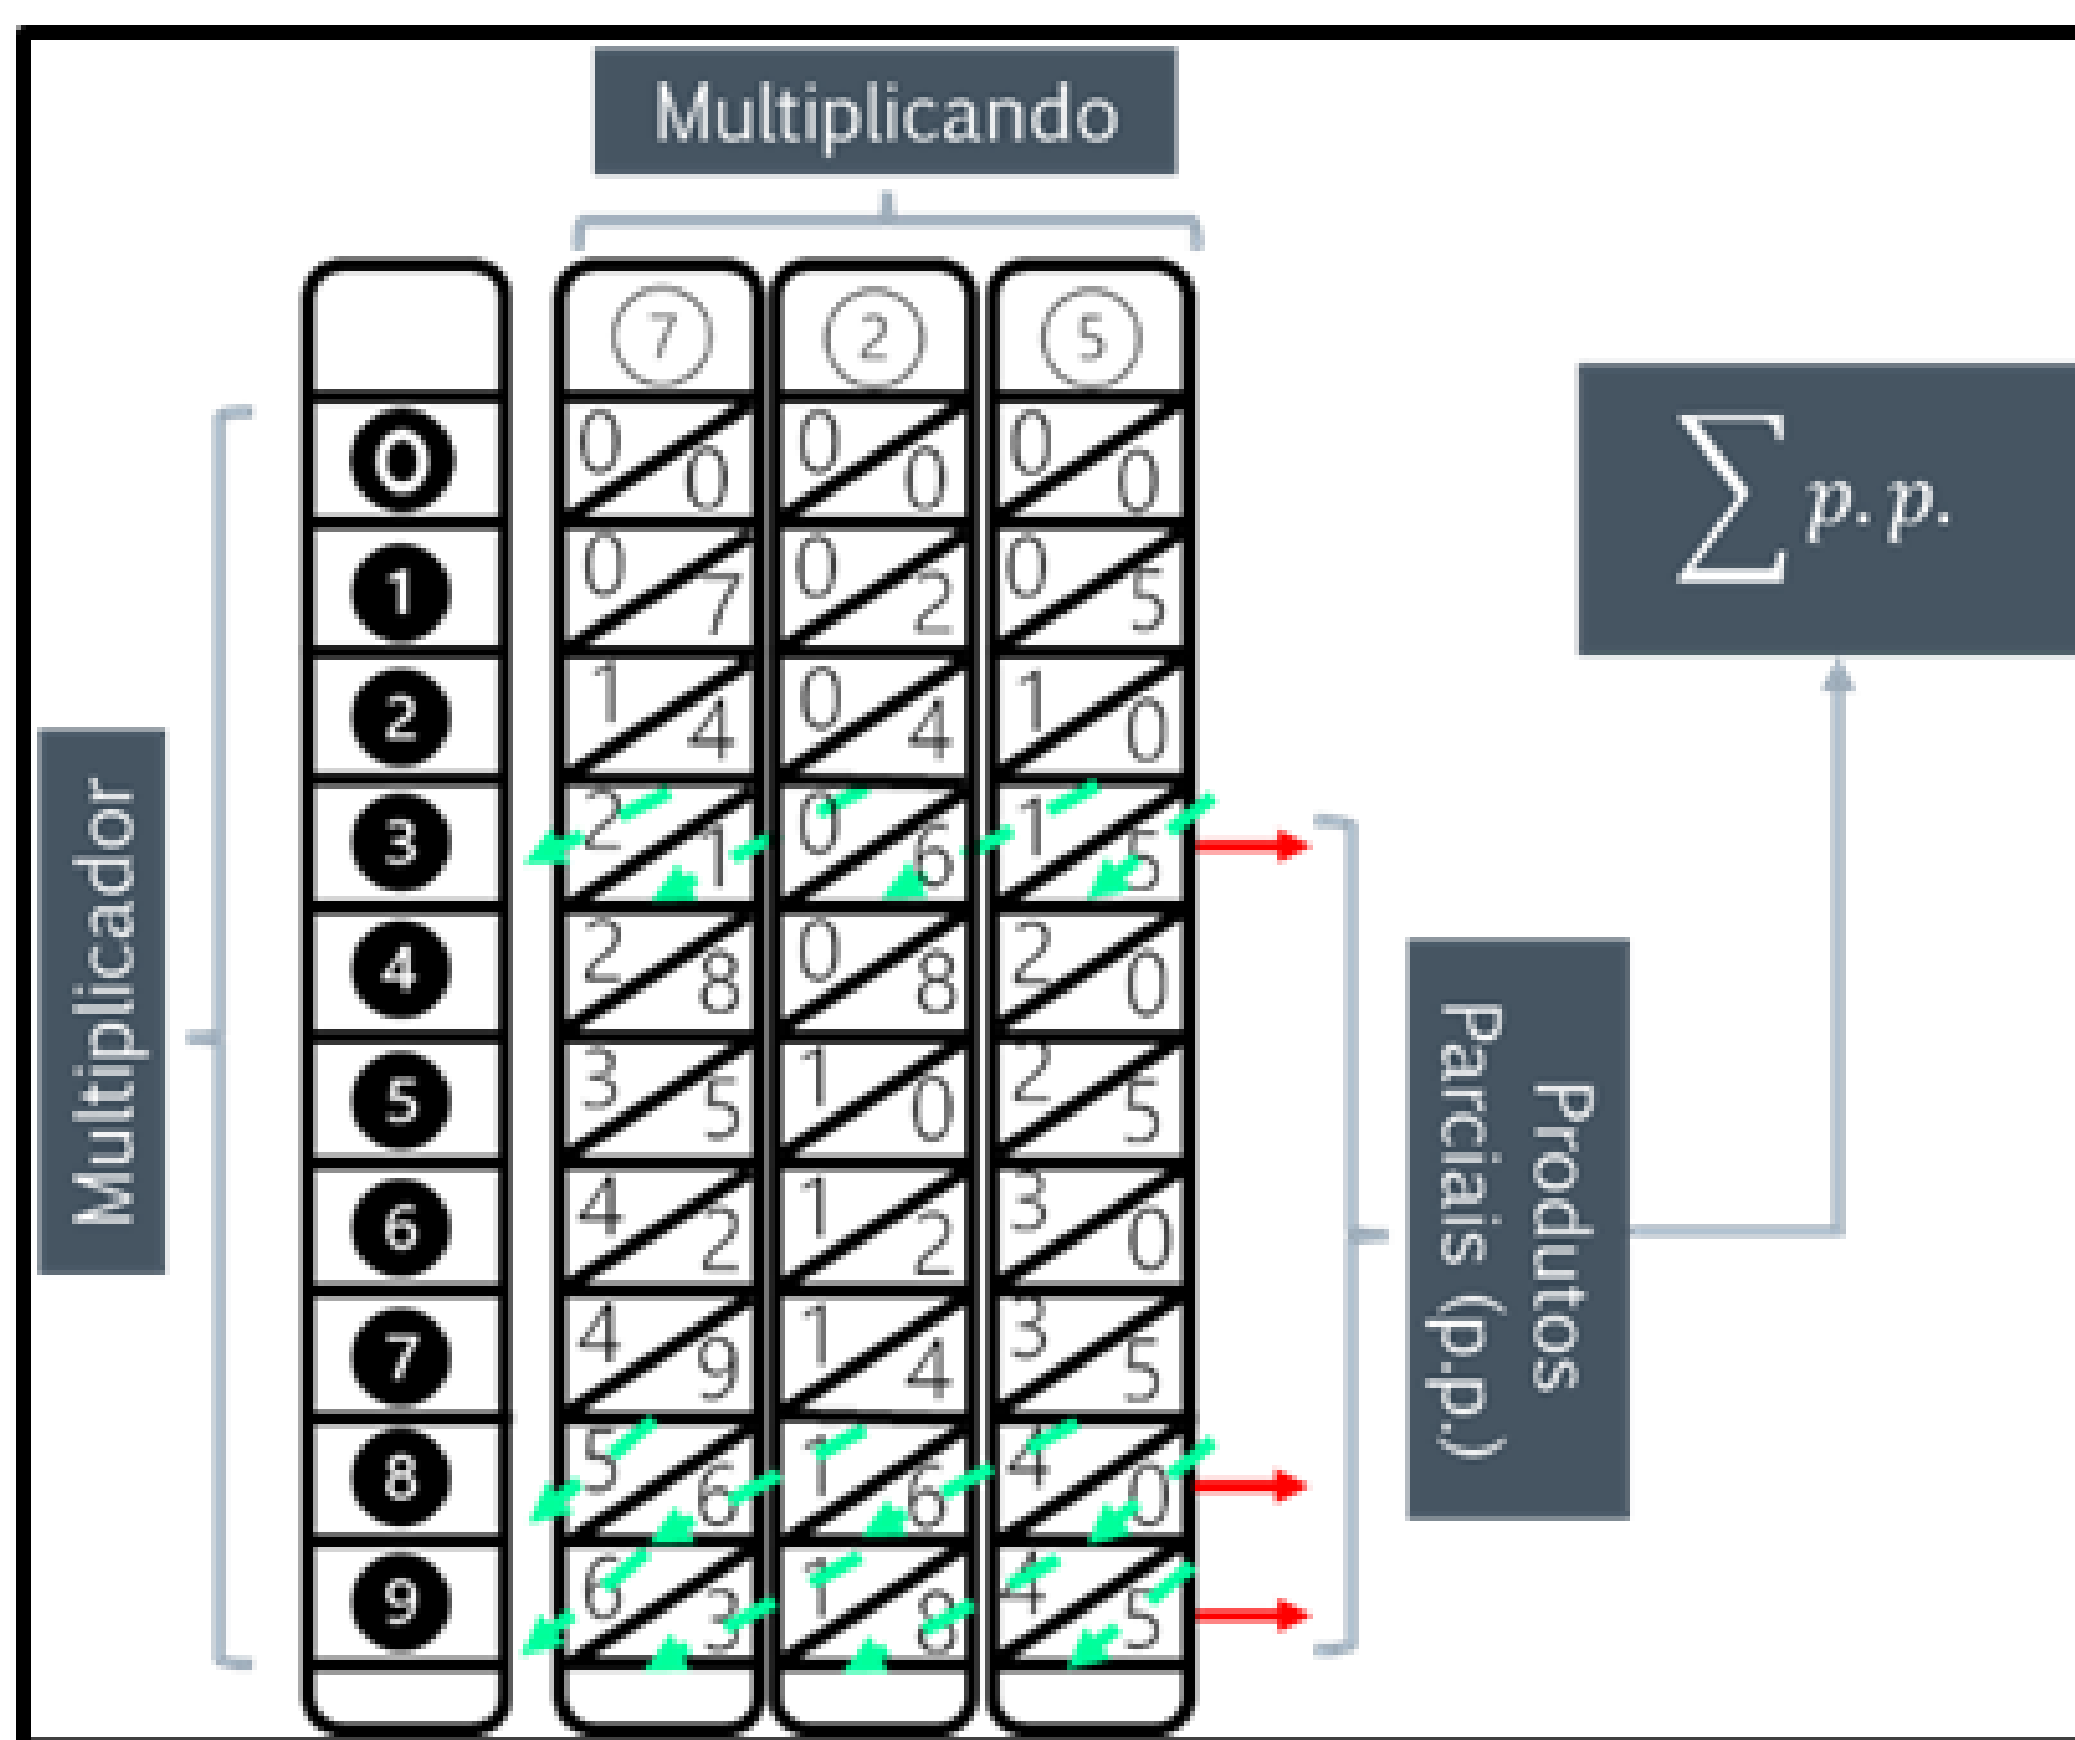 Multiplicando
7 2 5
0 0 0 0 0 0 0
1 0 7 0 2 0 5
2 1 4 0 4 1 0
3 2 1 0 6 1 5
4 2 8 0 8 2 0
5 3 5 1 0 2 5
6 4 2 1 2 3 0
7 4 9 1 4 3 5
8 5 6 1 6 4 0
9 6 3 1 8 4 5
Multiplicador
Produtos
Parciais (p.p.)
∑ p. p.